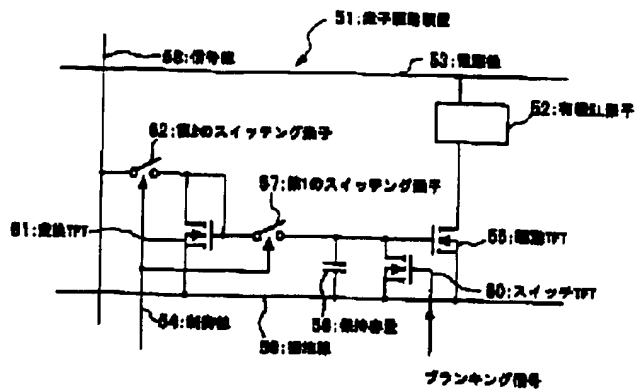 51:素子駆動装置
58:信号線
53:電源線
52:有機EL素子
62:第2のスイッチング素子
57:第1のスイッチング素子
61:変換TFT
55:駆動TFT
60:スイッチTFT
54:制御線
56:接地線
58:保持容量
ブランキング信号